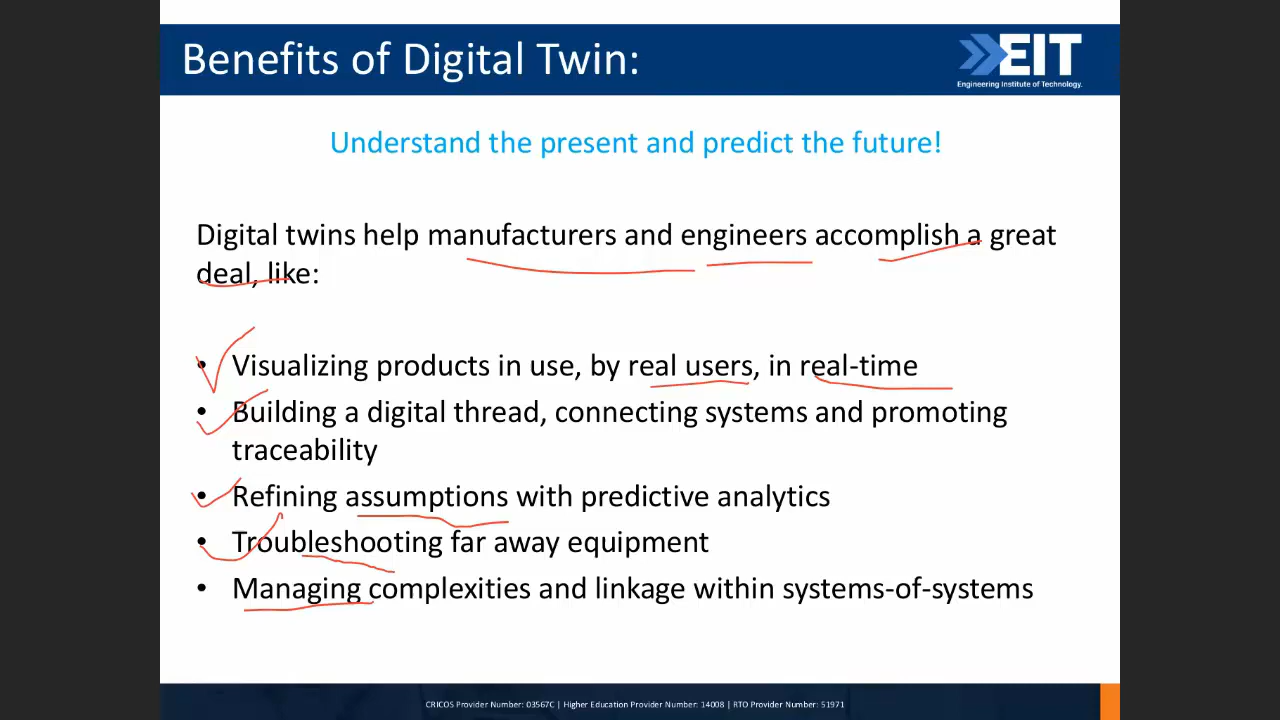 Benefits of Digital Twin:
EIT
Engineering Institute of Technology.
Understand the present and predict the future!
Digital twins help manufacturers and engineers accomplish a great
deal, like:
• Visualizing products in use, by real users, in real-time
• Building a digital thread, connecting systems and promoting
traceability
• Refining assumptions with predictive analytics
• Troubleshooting far away equipment
• Managing complexities and linkage within systems-of-systems
CRICOS Provider Number: 03567C | Higher Education Provider Number: 14008 | RTO Provider Number: 51971